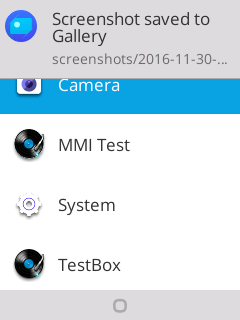 Screenshot saved to
Gallery
screenshots/2016-11-30-...
Camera
MMI Test
System
TestBox